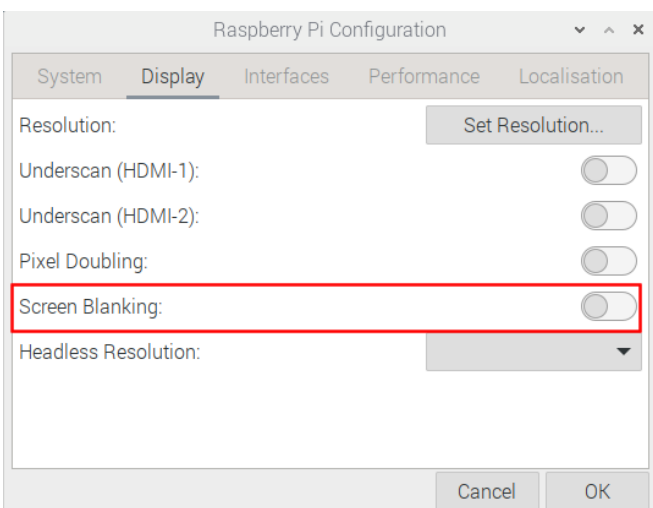 Raspberry Pi Configuration
System Display Interfaces Performance Localisation
Resolution: Set Resolution...
Underscan (HDMI-1):
Underscan (HDMI-2):
Pixel Doubling:
Screen Blanking:
Headless Resolution:
Cancel OK